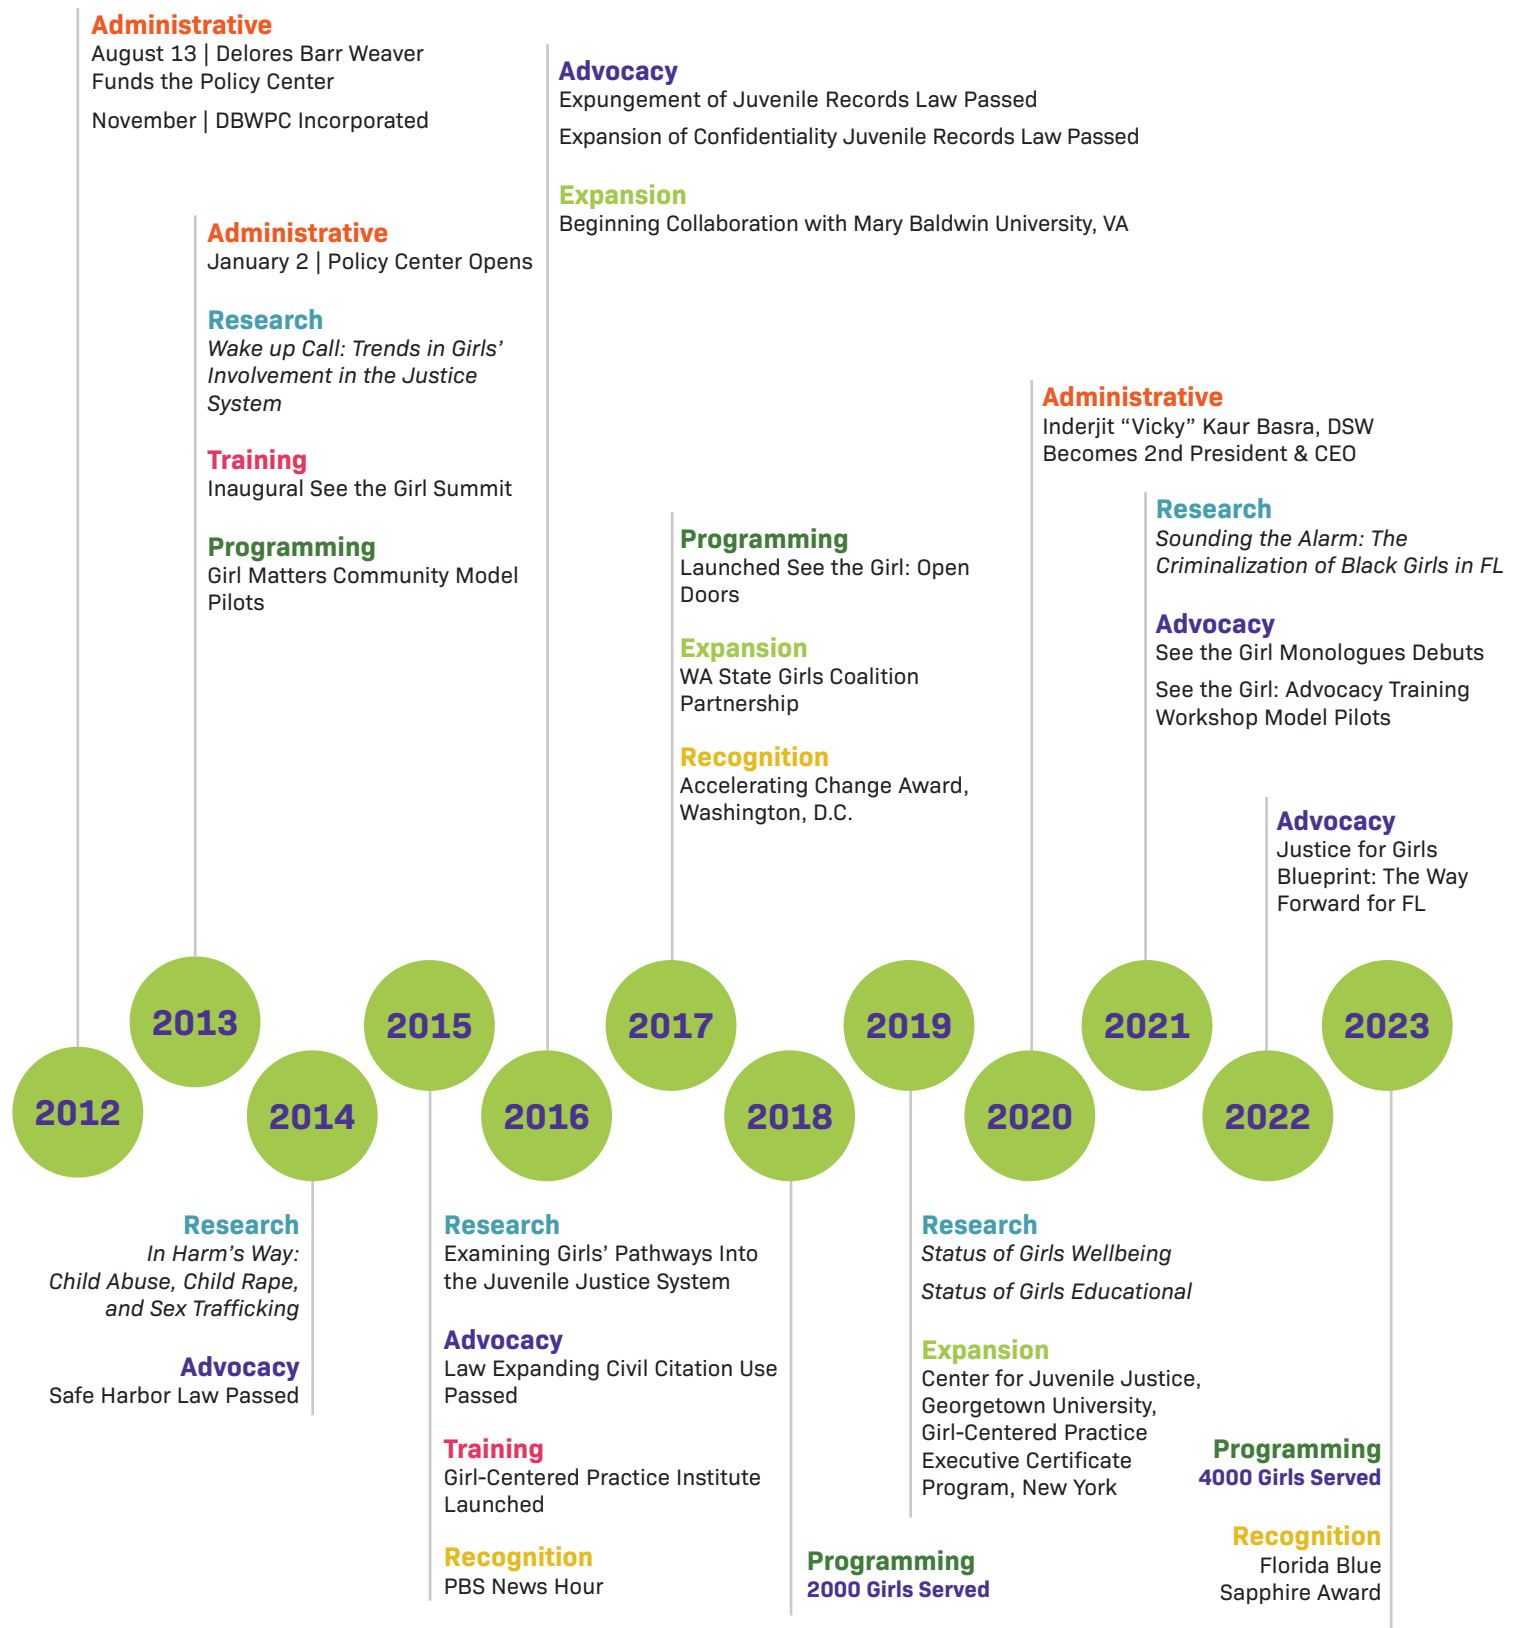 Administrative
August 13 | Delores Barr Weaver
Funds the Policy Center
November | DBWPC Incorporated
Administrative
January 2 | Policy Center Opens
Research
Wake up Call: Trends in Girls’
Involvement in the Justice
System
Training
Inaugural See the Girl Summit
Programming
Girl Matters Community Model
Pilots
Advocacy
Expungement of Juvenile Records Law Passed
Expansion of Confidentiality Juvenile Records Law Passed
Expansion
Beginning Collaboration with Mary Baldwin University, VA
Programming
Launched See the Girl: Open
Doors
Expansion
WA State Girls Coalition
Partnership
Recognition
Accelerating Change Award,
Washington, D.C.
Administrative
Inderjit “Vicky” Kaur Basra, DSW
Becomes 2nd President & CEO
Research
Sounding the Alarm: The
Criminalization of Black Girls in FL
Advocacy
See the Girl Monologues Debuts
See the Girl: Advocacy Training
Workshop Model Pilots
Advocacy
Justice for Girls
Blueprint: The Way
Forward for FL
2012
2013
2014
2015
2016
2017
2018
2019
2020
2021
2022
2023
Research
In Harm’s Way:
Child Abuse, Child Rape,
and Sex Trafficking
Advocacy
Safe Harbor Law Passed
Research
Examining Girls’ Pathways Into
the Juvenile Justice System
Advocacy
Law Expanding Civil Citation Use
Passed
Training
Girl-Centered Practice Institute
Launched
Recognition
PBS News Hour
Programming
2000 Girls Served
Research
Status of Girls Wellbeing
Status of Girls Educational
Expansion
Center for Juvenile Justice,
Georgetown University,
Girl-Centered Practice
Executive Certificate
Program, New York
Programming
4000 Girls Served
Recognition
Florida Blue
Sapphire Award